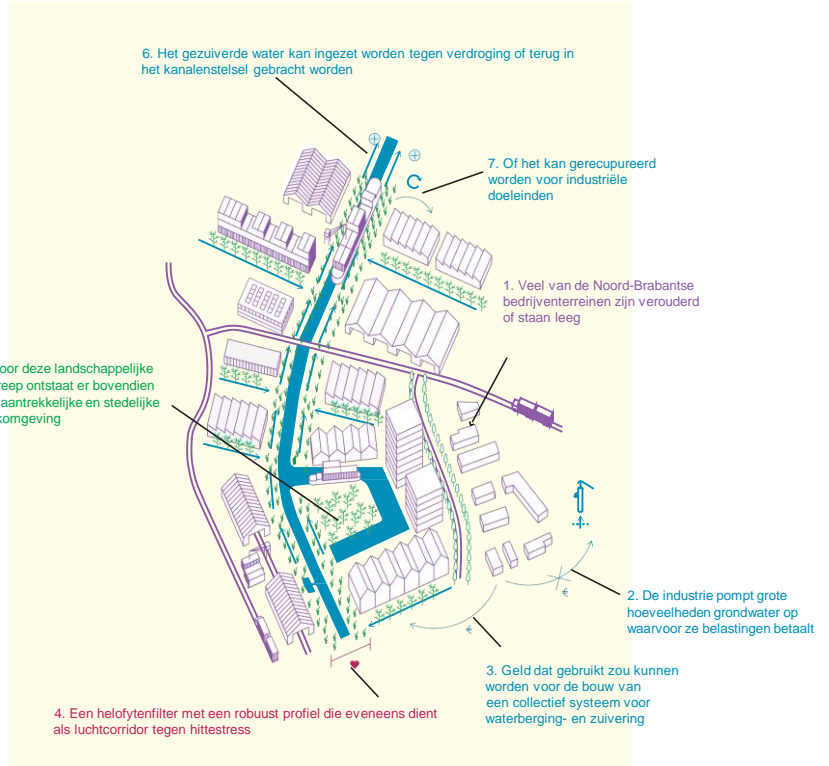 6. Het gezuiverde water kan ingezet worden tegen verdroging of terug in
het kanalenstelsel gebracht worden
7. Of het kan gerecupureerd
worden voor industriële
doeleinden
1. Veel van de Noord-Brabantse
bedrijventerreinen zijn verouderd
of staan leeg
oor deze landschappelijke
reep ontstaat er bovendien
aantrekkelijke en stedelijke
komgeving
2. De industrie pompt grote
hoeveelheden grondwater op
waarvoor ze belastingen betaalt
3. Geld dat gebruikt zou kunnen
worden voor de bouw van
een collectief systeem voor
waterberging- en zuivering
4. Een helofytenfilter met een robuust profiel die eveneens dient
als luchtcorridor tegen hittestress
€
€